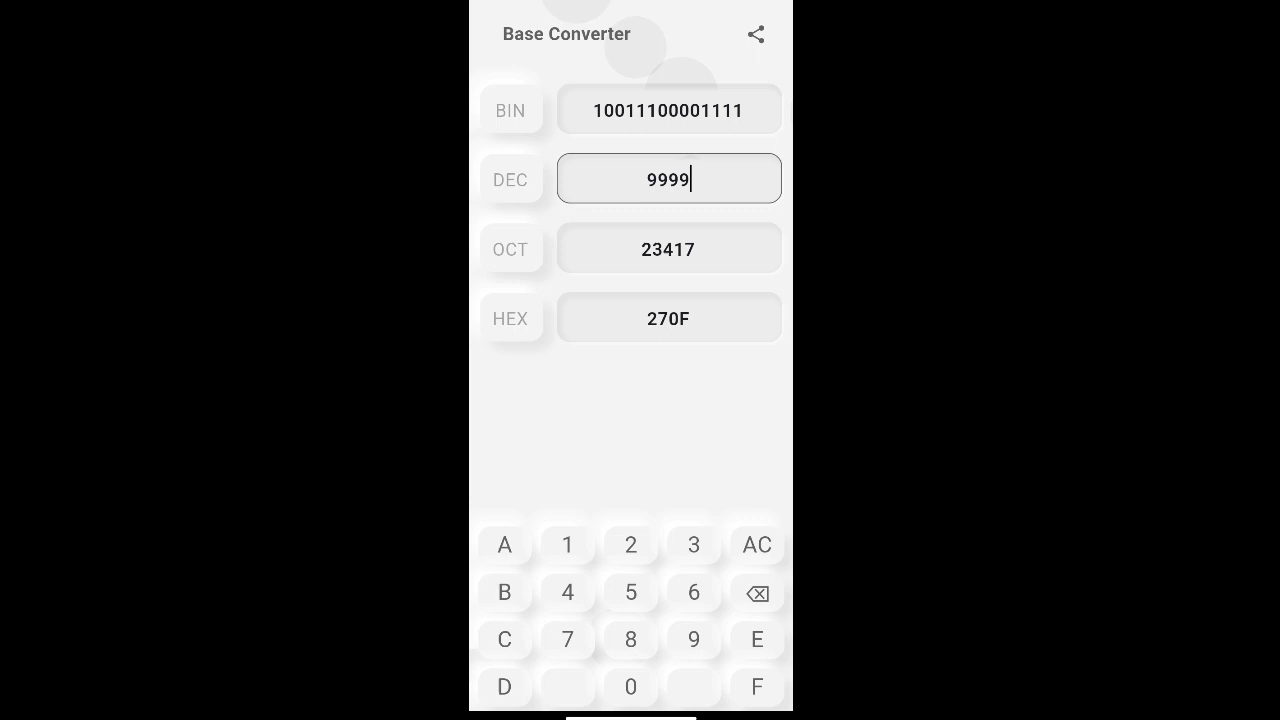 Base Converter
BIN 10011100001111
DEC 9999
OCT 23417
HEX 270F
A 1 2 3 AC
B 4 5 6
C 7 8 9 E
D 0 F